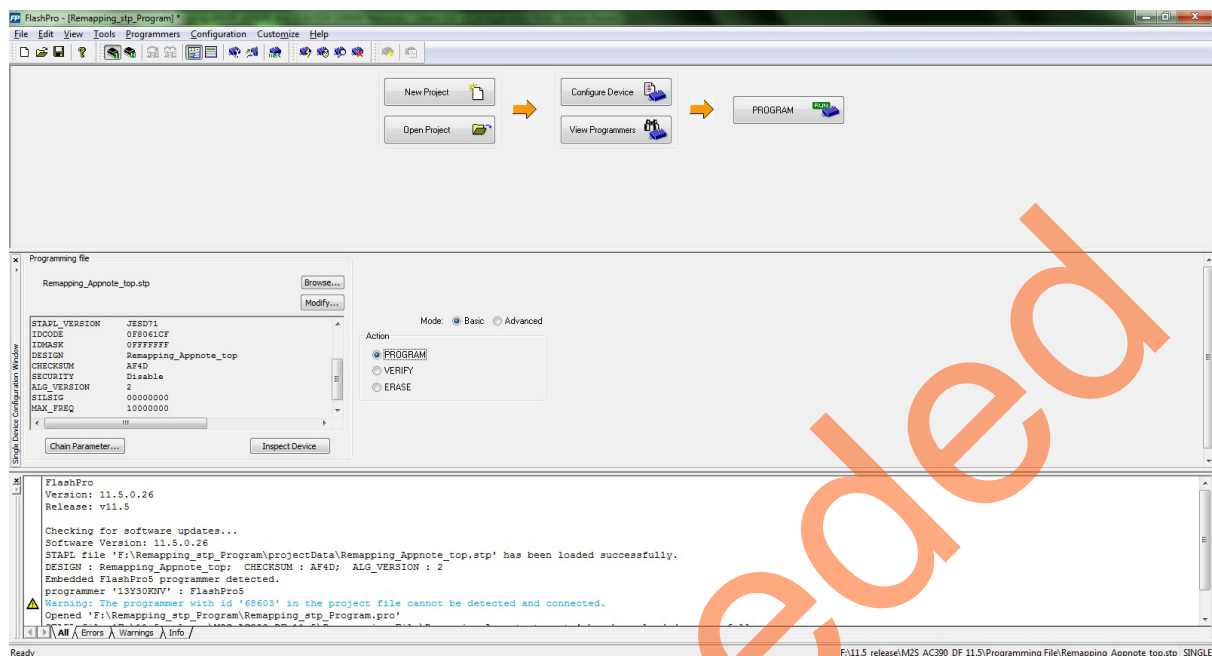 FlashPro - [Remapping_stp_Program] *
File Edit View Tools Programmers Configuration Customize Help
New Project
Open Project
Configure Device
View Programmers
PROGRAM
RUN
Programming file
Remapping_Appnote_top.stp
Browse...
Modify...
STAPL_VERSION JESD71
IDCODE 0F8061CF
IDMASK 0FFFFFFF
DESIGN Remapping_Appnote_top
CHECKSUM AF4D
SECURITY Disable
ALG_VERSION 2
SILSIG 00000000
MAX_FREQ 10000000
Chain Parameter...
Inspect Device
Mode: Basic Advanced
Action
PROGRAM
VERIFY
ERASE
Single Device Configuration Window
FlashPro
Version: 11.5.0.26
Release: v11.5
Checking for software updates...
Software Version: 11.5.0.26
STAPL file 'F:\Remapping_stp_Program\projectData\Remapping_Appnote_top.stp' has been loaded successfully.
DESIGN : Remapping_Appnote_top; CHECKSUM : AF4D; ALG_VERSION : 2
Embedded FlashPro5 programmer detected.
programmer '13Y30KNV' : FlashPro5
Warning: The programmer with id '68603' in the project file cannot be detected and connected.
Opened 'F:\Remapping_stp_Program\Remapping_stp_Program.pro'
All Errors Warnings Info
Ready
F:\11.5_release\M2S_AC390_DF_11.5\Programming File\Remapping_Appnote_top.stp SINGLE
ded
ed